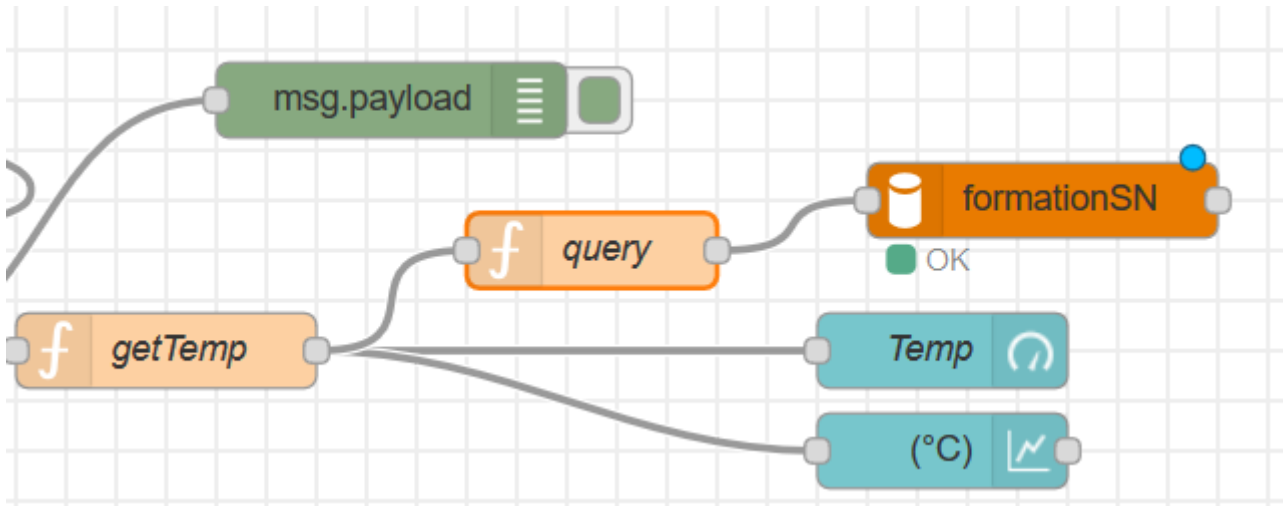 msg.payload
formationSN
query
OK
getTemp
Temp
(°C)